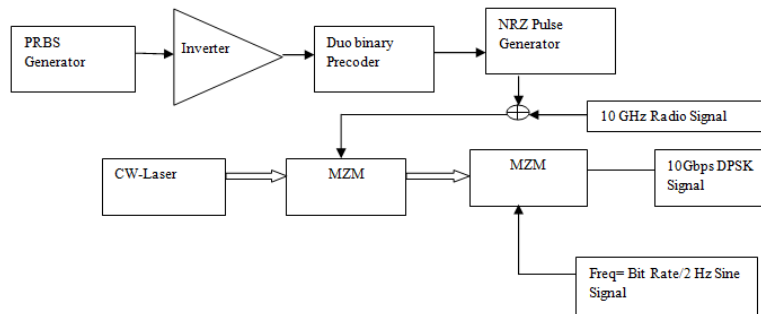 PRBS
Generator
Inverter
Duo binary
Precoder
NRZ Pulse
Generator
10 GHz Radio Signal
CW-Laser
MZM
MZM
10Gbps DPSK
Signal
Freq= Bit Rate/2 Hz Sine
Signal